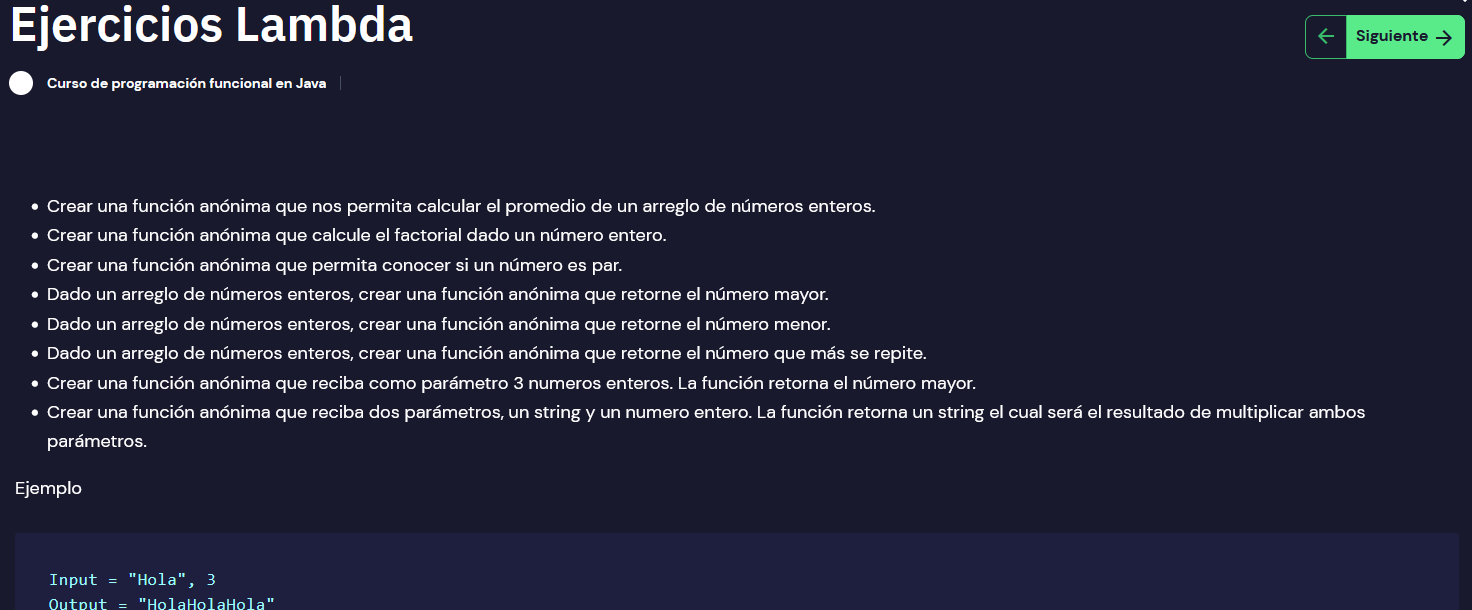 Ejercicios Lambda
Siguiente
Curso de programación funcional en Java
Crear una función anónima que nos permita calcular el promedio de un arreglo de números enteros.
Crear una función anónima que calcule el factorial dado un número entero.
Crear una función anónima que permita conocer si un número es par.
Dado un arreglo de números enteros, crear una función anónima que retorne el número mayor.
Dado un arreglo de números enteros, crear una función anónima que retorne el número menor.
Dado un arreglo de números enteros, crear una función anónima que retorne el número que más se repite.
Crear una función anónima que reciba como parámetro 3 numeros enteros. La función retorna el número mayor.
Crear una función anónima que reciba dos parámetros, un string y un numero entero. La función retorna un string el cual será el resultado de multiplicar ambos
parámetros.
Ejemplo
Input = "Hola", 3
Output = "HolaHolaHola"